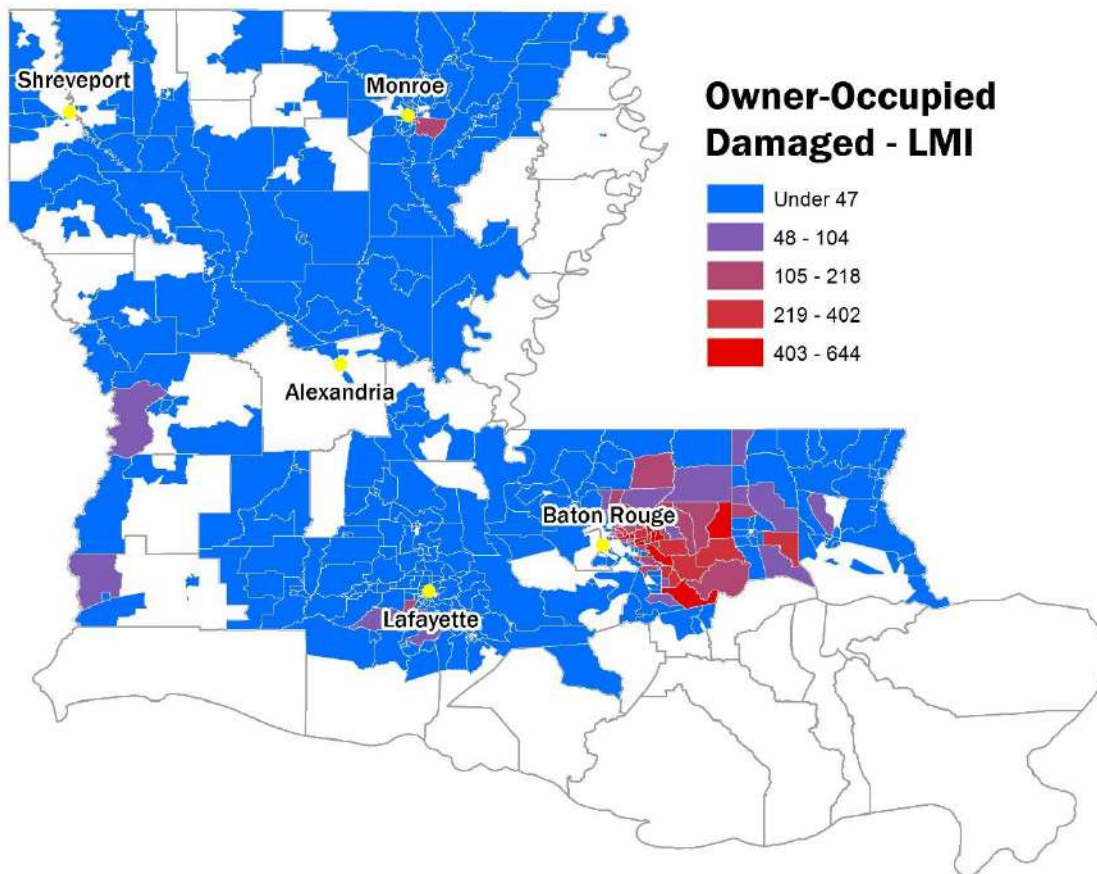 Shreveport
Monroe
Owner-Occupied
Damaged - LMI
Under 47
48 - 104
105 - 218
219 - 402
403 - 644
Alexandria
Baton Rouge
Lafayette